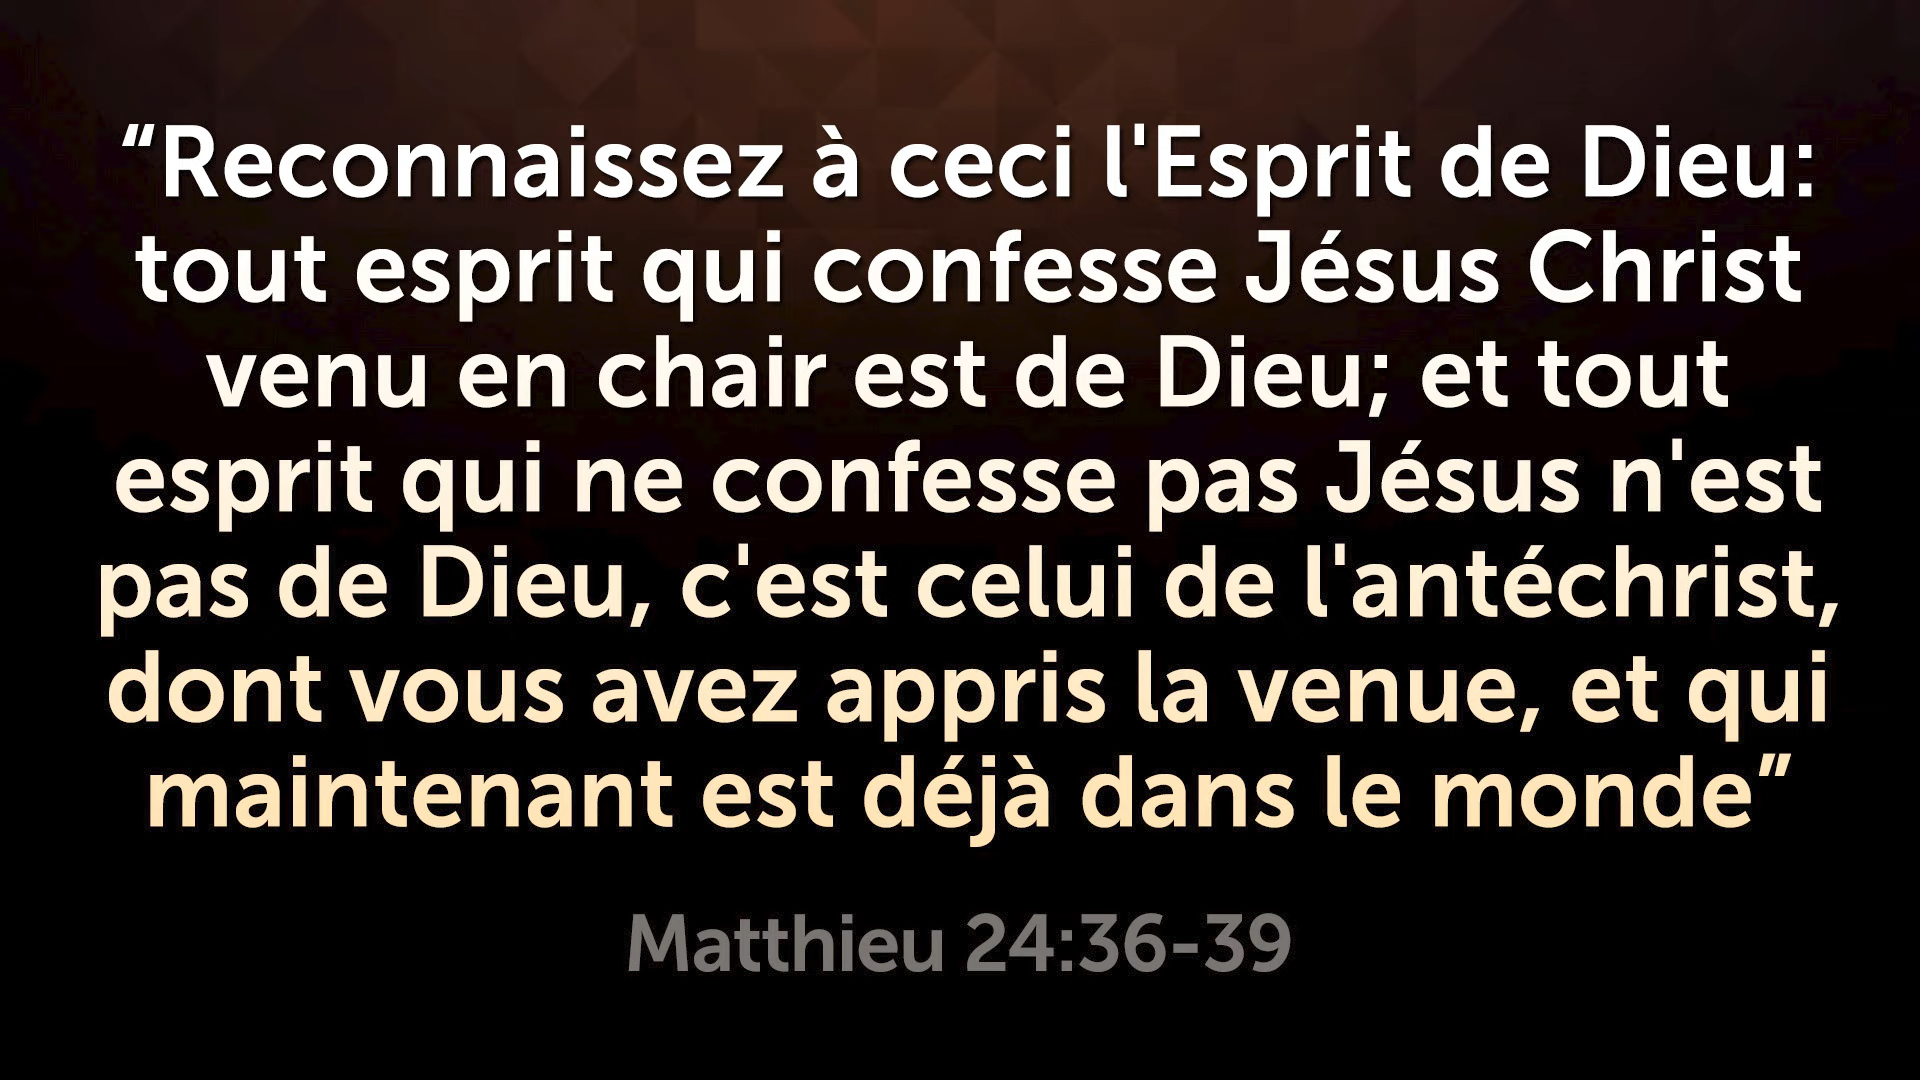 “Reconnaissez à ceci l'Esprit de Dieu:
tout esprit qui confesse Jésus Christ
venu en chair est de Dieu; et tout
esprit qui ne confesse pas Jésus n'est
pas de Dieu, c'est celui de l'antéchrist,
dont vous avez appris la venue, et qui
maintenant est déjà dans le monde”
Matthieu 24:36-39